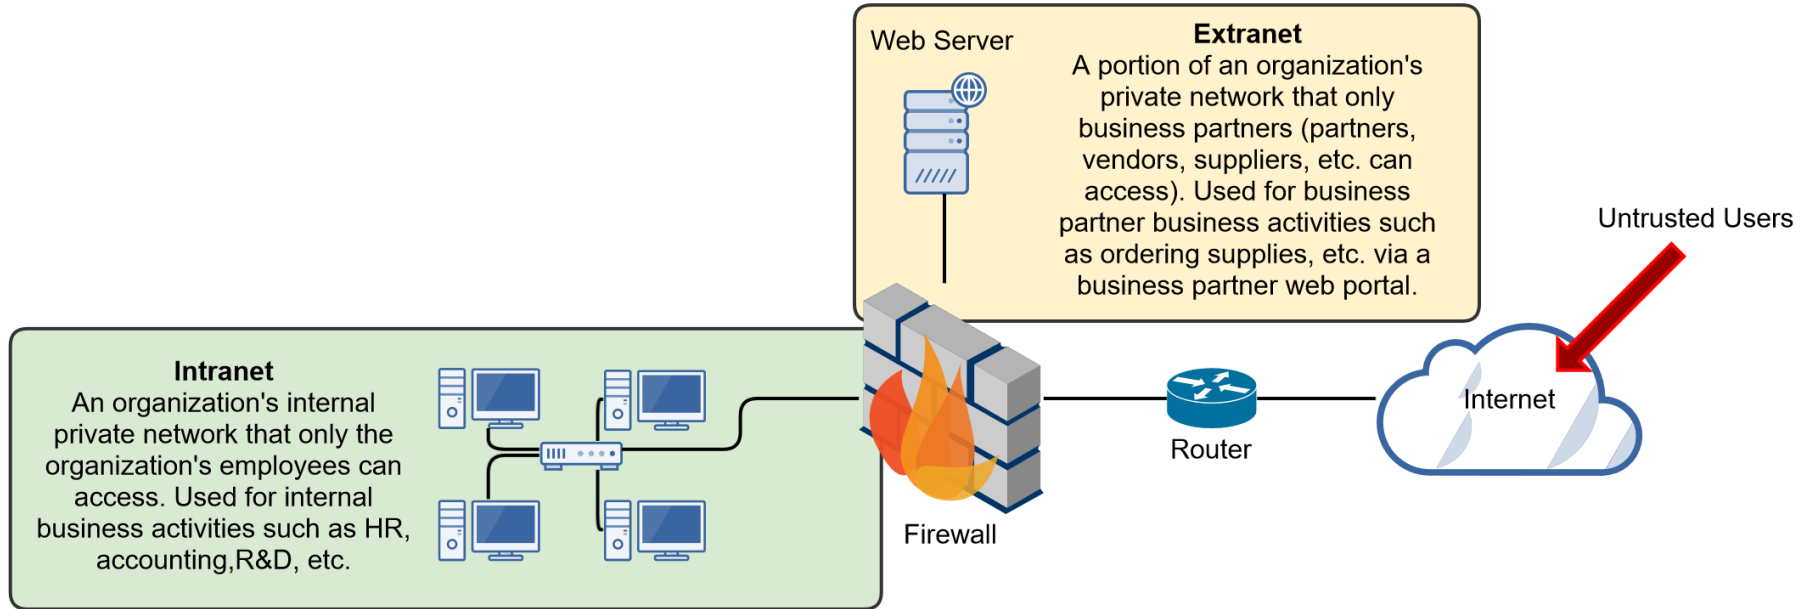 Web Server
Extranet
A portion of an organization's
private network that only
business partners (partners,
vendors, suppliers, etc. can
access). Used for business
partner business activities such
as ordering supplies, etc. via a
business partner web portal.
Untrusted Users
Intranet
An organization's internal
private network that only the
organization's employees can
access. Used for internal
business activities such as HR,
accounting,R&D, etc.
Firewall
Router
Internet